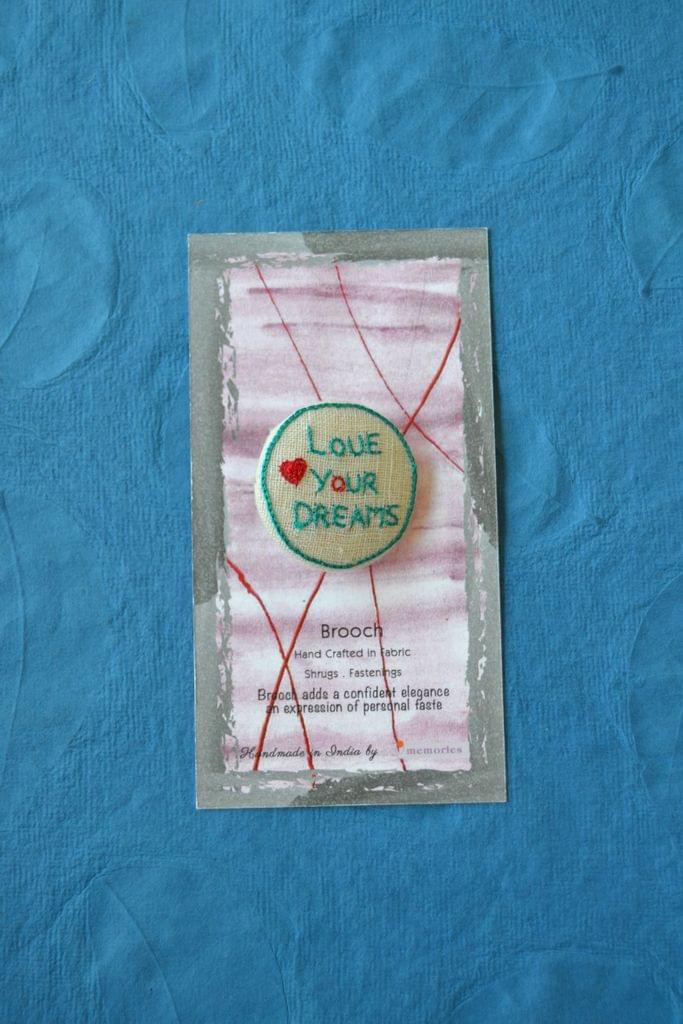 LOVE
YOUR
DREAMS
Brooch
Hand Crafted in Fabric
Shrugs . Fastenings
Brooch adds a confident elegance
an expression of personal taste
Handmade in India by memories